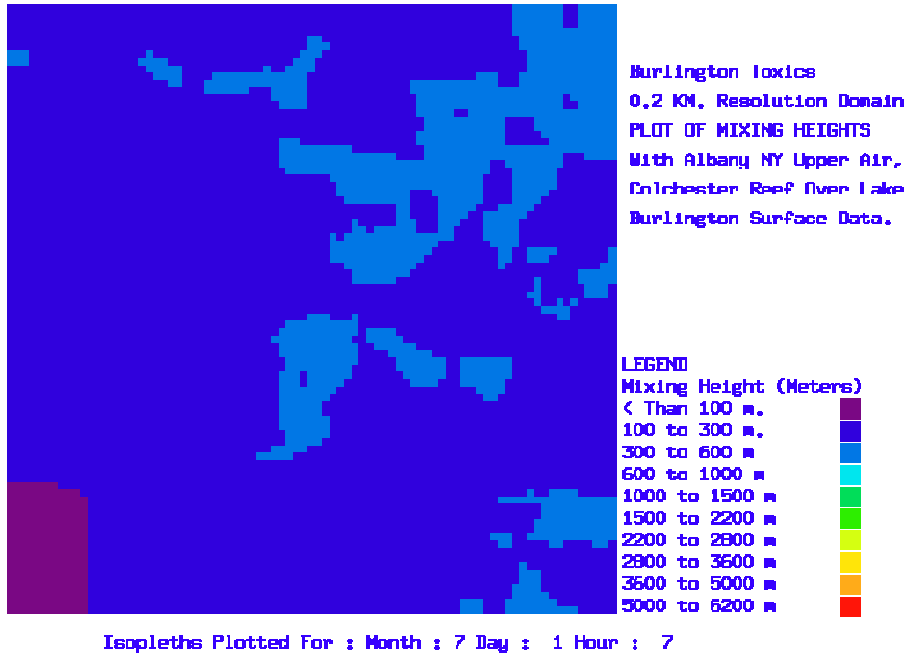 Burlington Toxics
0.2 KM. Resolution Domain
PLOT OF MIXING HEIGHTS
With Albany NY Upper Air,
Colchester Reef Over Lake
Burlington Surface Data.
LEGEND
Mixing Height (Meters)
< Than 100 m.
100 to 300 m.
300 to 600 m
600 to 1000 m
1000 to 1500 m
1500 to 2200 m
2200 to 2800 m
2800 to 3600 m
3600 to 5000 m
5000 to 6200 m
Isopleths Plotted For : Month : 7 Day : 1 Hour : 7